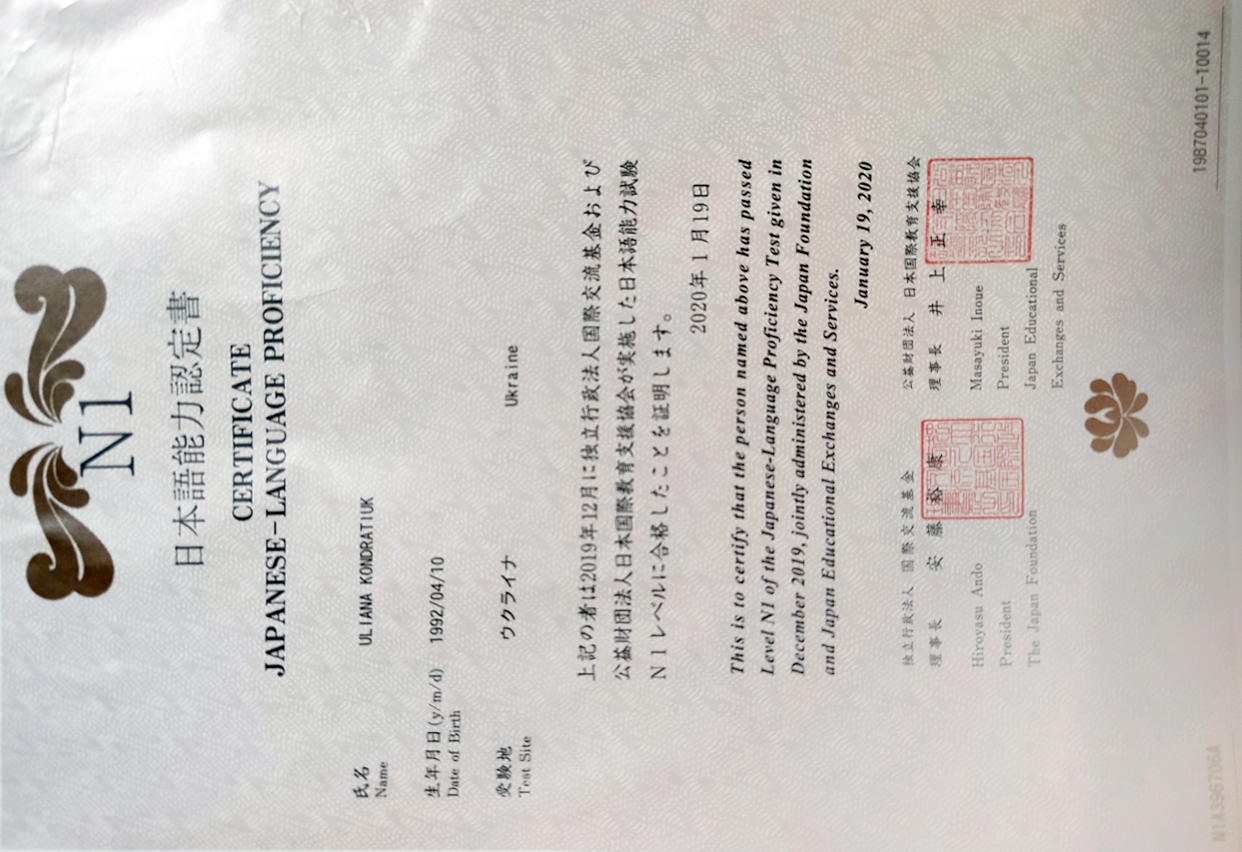 N1
日本語能力認定書
CERTIFICATE
JAPANESE-LANGUAGE PROFICIENCY
氏名 ULIANA KONDRATIUK
Name
生年月日(y/m/d) 1992/04/10
Date of Birth
受験地 ウクライナ Ukraine
Test Site
上記の者は2019年12月に独立行政法人国際交流基金および
公益財団法人日本国際教育支援協会が実施した日本語能力試験
N1レベルに合格したことを証明します。
2020年1月19日
This is to certify that the person named above has passed
Level N1 of the Japanese-Language Proficiency Test given in
December 2019, jointly administered by the Japan Foundation
and Japan Educational Exchanges and Services.
January 19, 2020
独立行政法人 国際交流基金
理事長 安藤裕康
Hiroyasu Ando
President
The Japan Foundation
公益財団法人 日本国際教育支援協会
理事長 井上正幸
Masayuki Inoue
President
Japan Educational
Exchanges and Services
N1A396706A
19B7040101-10014